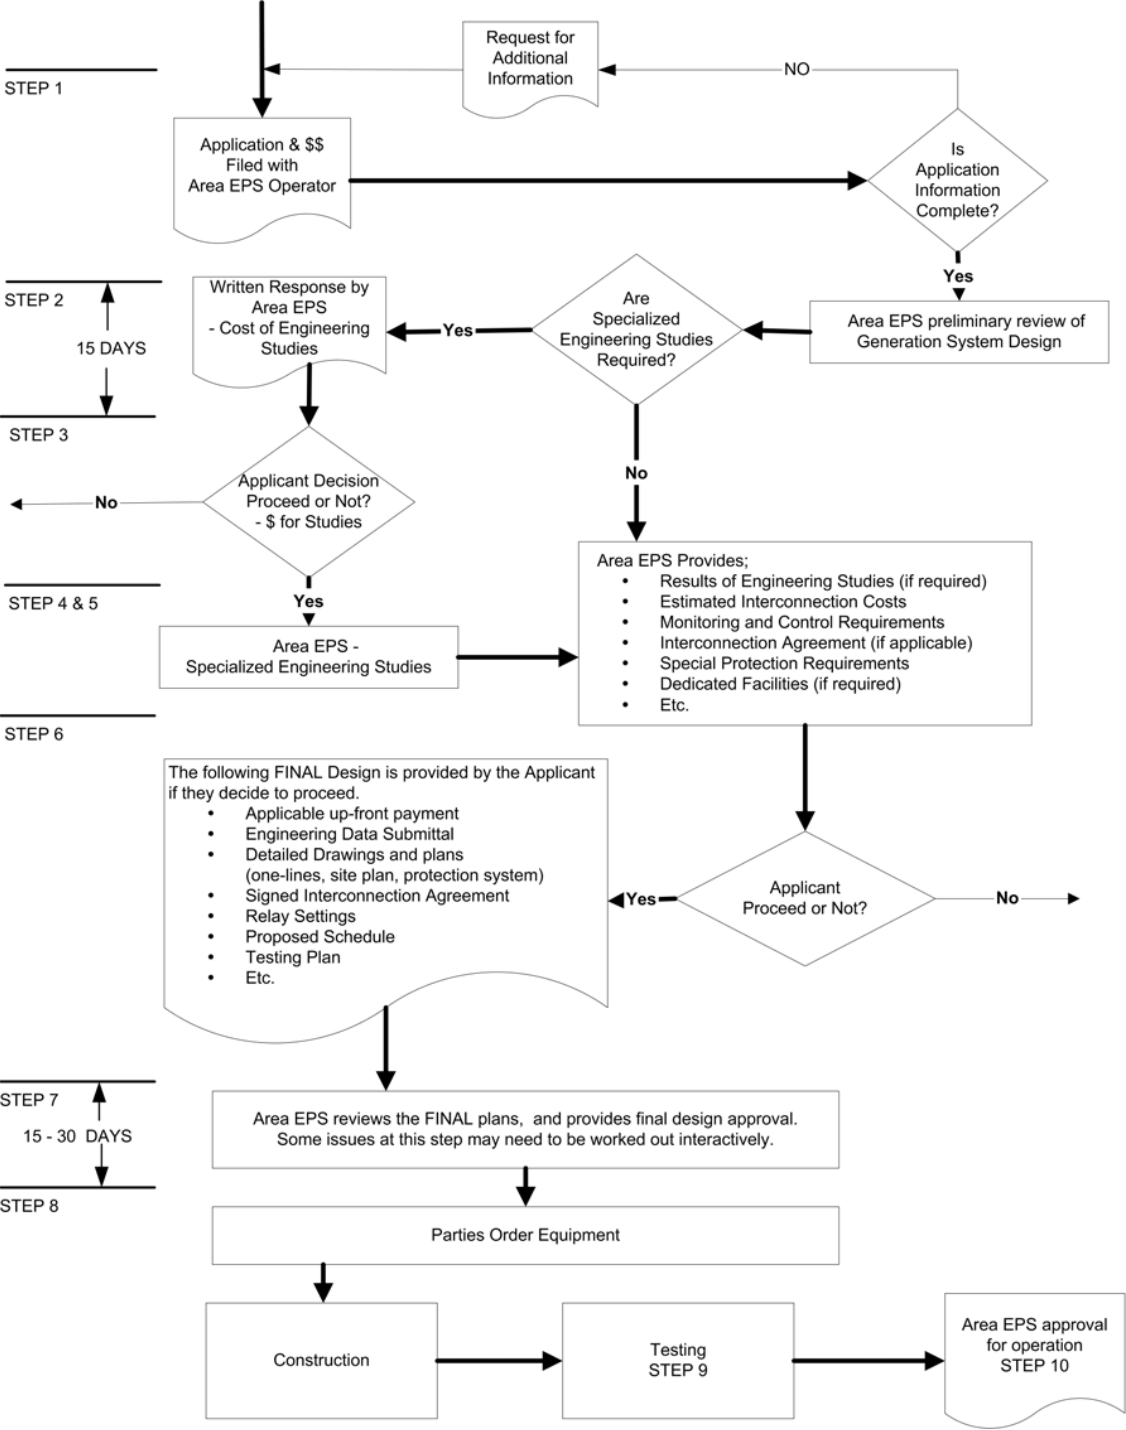 Request for
Additional
Information
NO
STEP 1
Application & $$
Filed with
Area EPS Operator
Is
Application
Information
Complete?
Yes
STEP 2
15 DAYS
Written Response by
Area EPS
- Cost of Engineering
Studies
Yes
Are
Specialized
Engineering Studies
Required?
Area EPS preliminary review of
Generation System Design
STEP 3
No
Applicant Decision
Proceed or Not?
- $ for Studies
No
STEP 4 & 5
Yes
Area EPS -
Specialized Engineering Studies
Area EPS Provides;
• Results of Engineering Studies (if required)
• Estimated Interconnection Costs
• Monitoring and Control Requirements
• Interconnection Agreement (if applicable)
• Special Protection Requirements
• Dedicated Facilities (if required)
• Etc.
STEP 6
The following FINAL Design is provided by the Applicant
if they decide to proceed.
• Applicable up-front payment
• Engineering Data Submittal
• Detailed Drawings and plans
(one-lines, site plan, protection system)
• Signed Interconnection Agreement
• Relay Settings
• Proposed Schedule
• Testing Plan
• Etc.
Yes
Applicant
Proceed or Not?
No
STEP 7
15 - 30 DAYS
Area EPS reviews the FINAL plans, and provides final design approval.
Some issues at this step may need to be worked out interactively.
STEP 8
Parties Order Equipment
Construction
Testing
STEP 9
Area EPS approval
for operation
STEP 10